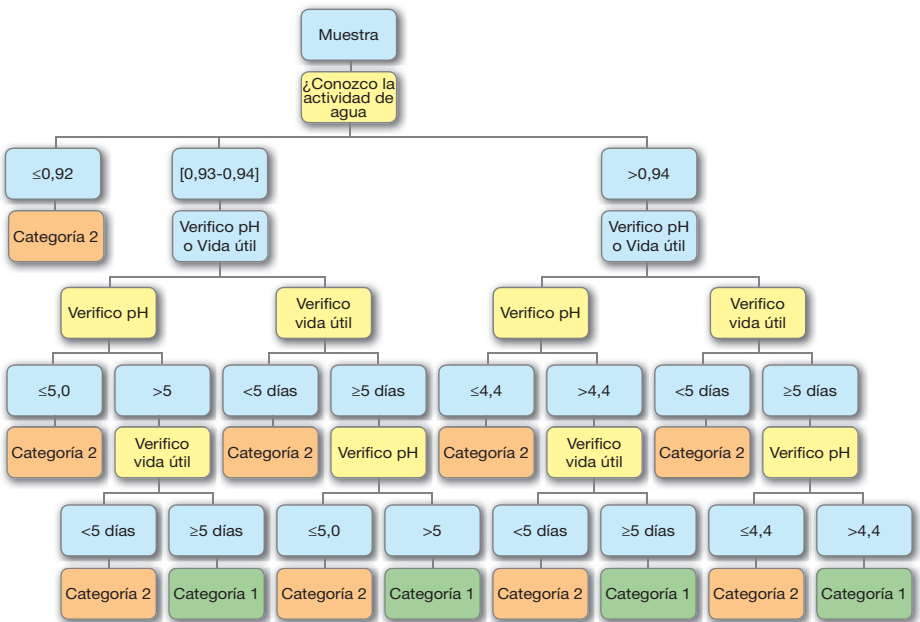 Muestra
¿Conozco la
actividad de
agua
≤0,92
[0,93-0,94]
>0,94
Categoría 2
Verifico pH
o Vida útil
Verifico pH
o Vida útil
Verifico pH
Verifico
vida útil
Verifico pH
Verifico
vida útil
≤5,0
>5
<5 días
≥5 días
≤4,4
>4,4
<5 días
≥5 días
Categoría 2
Verifico
vida útil
Categoría 2
Verifico pH
Categoría 2
Verifico
vida útil
Categoría 2
Verifico pH
<5 días
≥5 días
≤5,0
>5
<5 días
≥5 días
≤4,4
>4,4
Categoría 2
Categoría 1
Categoría 2
Categoría 1
Categoría 2
Categoría 1
Categoría 2
Categoría 1